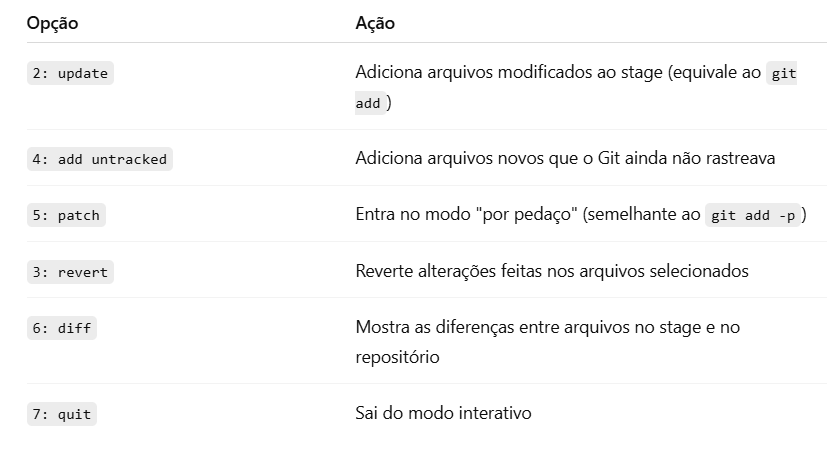 Opção Ação
2: update Adiciona arquivos modificados ao stage (equivale ao git
add)
4: add untracked Adiciona arquivos novos que o Git ainda não rastreava
5: patch Entra no modo "por pedaço" (semelhante ao git add -p)
3: revert Reverte alterações feitas nos arquivos selecionados
6: diff Mostra as diferenças entre arquivos no stage e no
repositório
7: quit Sai do modo interativo